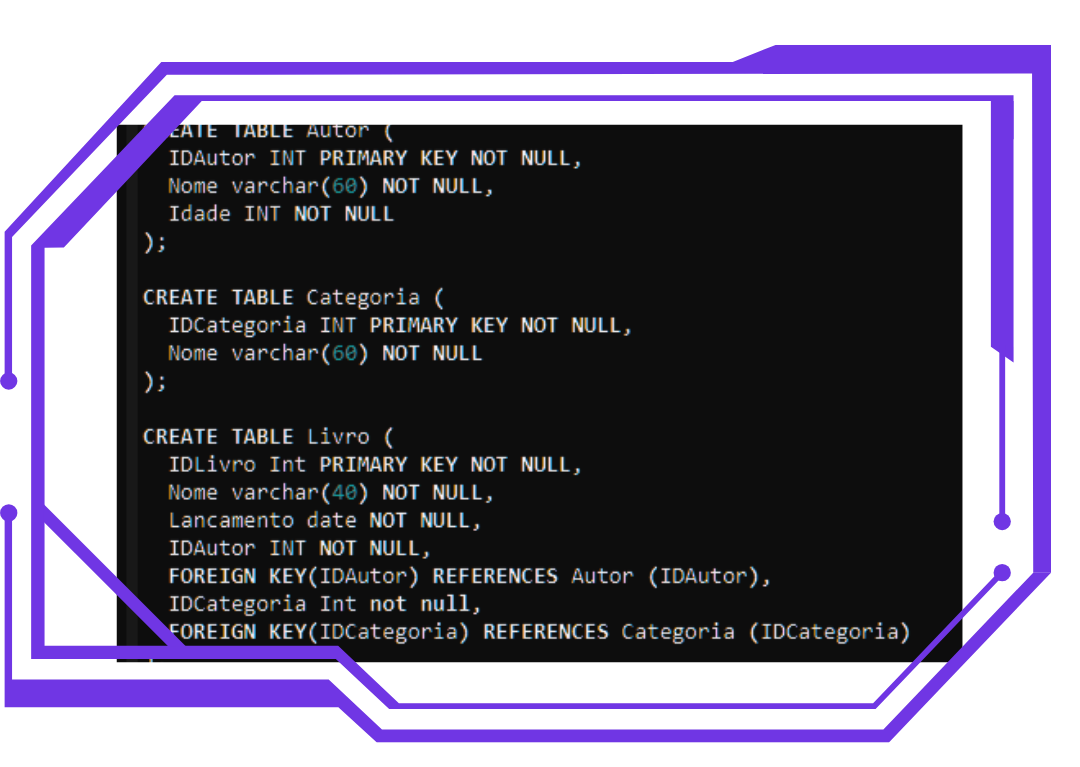 EATE TABLE Autor (
IDAutor INT PRIMARY KEY NOT NULL,
Nome varchar(60) NOT NULL,
Idade INT NOT NULL
);
CREATE TABLE Categoria (
IDCategoria INT PRIMARY KEY NOT NULL,
Nome varchar(60) NOT NULL
);
CREATE TABLE Livro (
IDLivro Int PRIMARY KEY NOT NULL,
Nome varchar(40) NOT NULL,
Lancamento date NOT NULL,
IDAutor INT NOT NULL,
FOREIGN KEY(IDAutor) REFERENCES Autor (IDAutor),
IDCategoria Int not null,
FOREIGN KEY(IDCategoria) REFERENCES Categoria (IDCategoria)